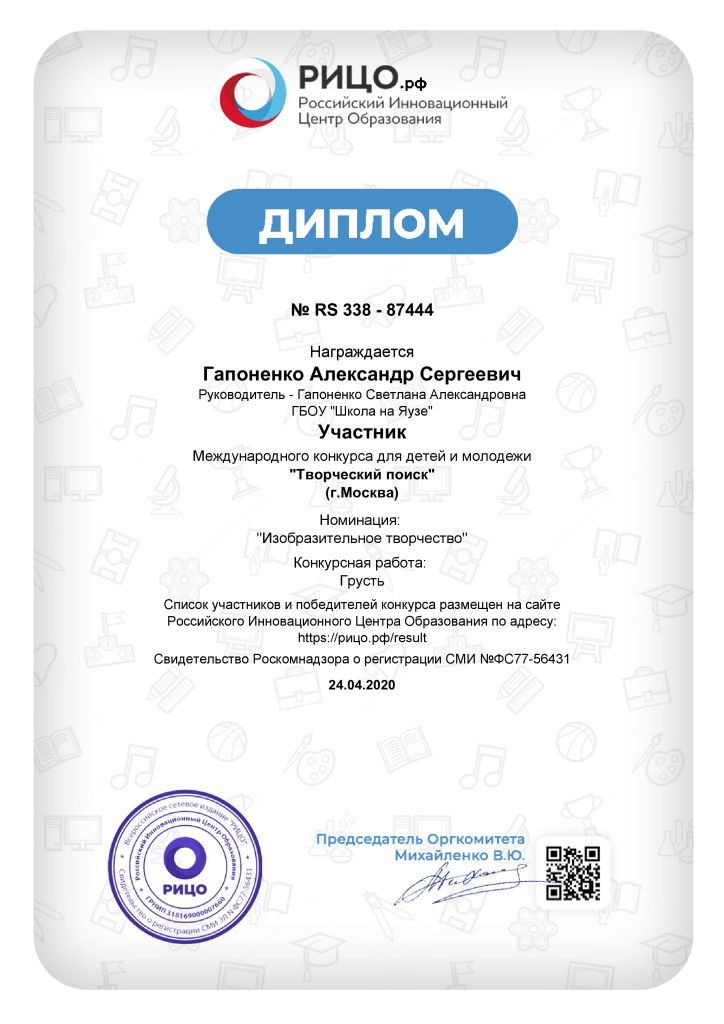 РИЦО.рф
Российский Инновационный
Центр Образования
ДИПЛОМ
№ RS 338 - 87444
Награждается
Гапоненко Александр Сергеевич
Руководитель - Гапоненко Светлана Александровна
ГБОУ "Школа на Яузе"
Участник
Международного конкурса для детей и молодежи
"Творческий поиск"
(г.Москва)
Номинация:
"Изобразительное творчество"
Конкурсная работа:
Грусть
Список участников и победителей конкурса размещен на сайте
Российского Инновационного Центра Образования по адресу:
https://рицо.рф/result
Свидетельство Роскомнадзора о регистрации СМИ №ФС77-56431
24.04.2020
Председатель Оргкомитета
Михайленко В.Ю.
Всероссийское сетевое издание "РИЦО"
Свидетельство о регистрации СМИ ЭЛ № ФС77-56431
Российский Инновационный Центр Образования
ГРНИП 318169000007660
РИЦО